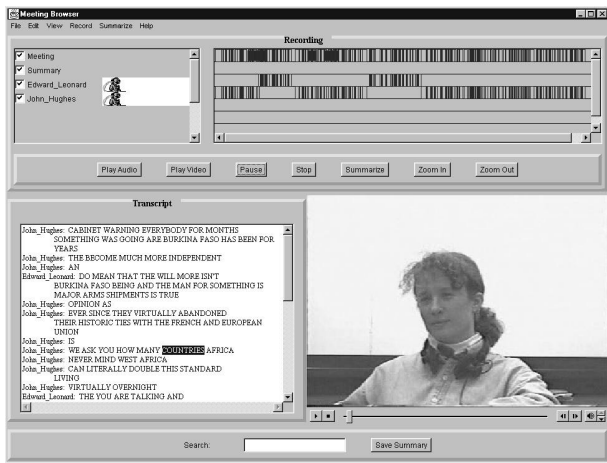 Meeting Browser
File Edit View Record Summarize Help
Recording
Meeting
Summary
Edward_Leonard
John_Hughes
Play Audio Play Video Pause Stop Summarize Zoom In Zoom Out
Transcript
John_Hughes: CABINET WARNING EVERYBODY FOR MONTHS
SOMETHING WAS GOING ARE BURKINA FASO HAS BEEN FOR
YEARS
John_Hughes: THE BECOME MUCH MORE INDEPENDENT
John_Hughes: AN
Edward_Leonard: DO MEAN THAT THE WILL MORE ISN'T
BURKINA FASO BEING AND THE MAN FOR SOMETHING IS
MAJOR ARMS SHIPMENTS IS TRUE
John_Hughes: OPINION AS
John_Hughes: EVER SINCE THEY VIRTUALLY ABANDONED
THEIR HISTORIC TIES WITH THE FRENCH AND EUROPEAN
UNION
John_Hughes: IS
John_Hughes: WE ASK YOU HOW MANY COUNTRIES AFRICA
John_Hughes: NEVER MIND WEST AFRICA
John_Hughes: CAN LITERALLY DOUBLE THIS STANDARD
LIVING
John_Hughes: VIRTUALLY OVERNIGHT
Edward_Leonard: THE YOU ARE TALKING AND
Search:
Save Summary